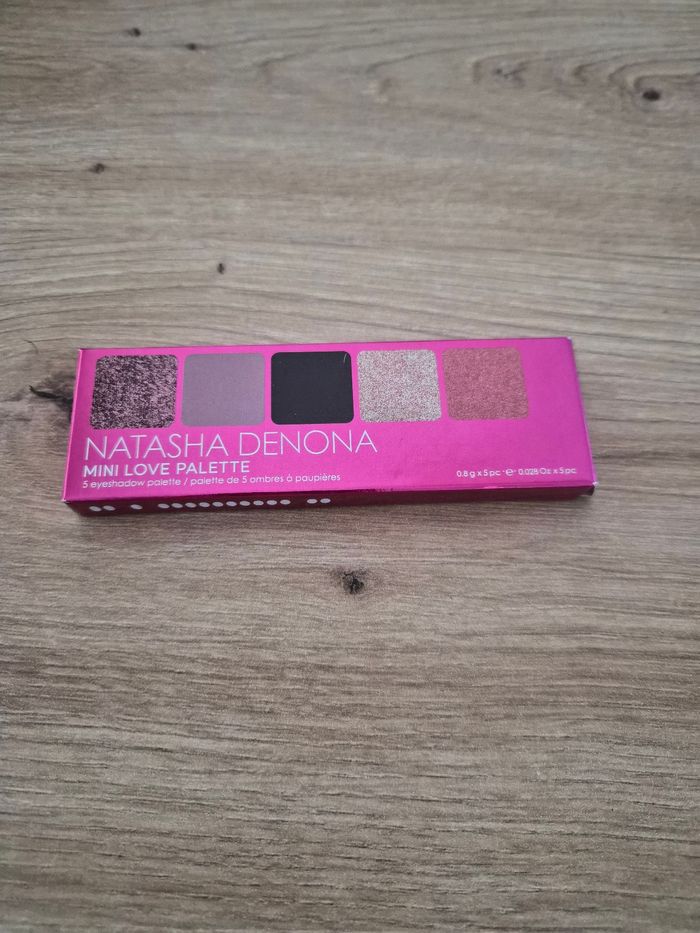 NATASHA DENONA
MINI LOVE PALETTE
5 eyeshadow palette / palette de 5 ombres à paupières
0.8 g x 5 pc ℮ 0.028 Oz x 5 pc